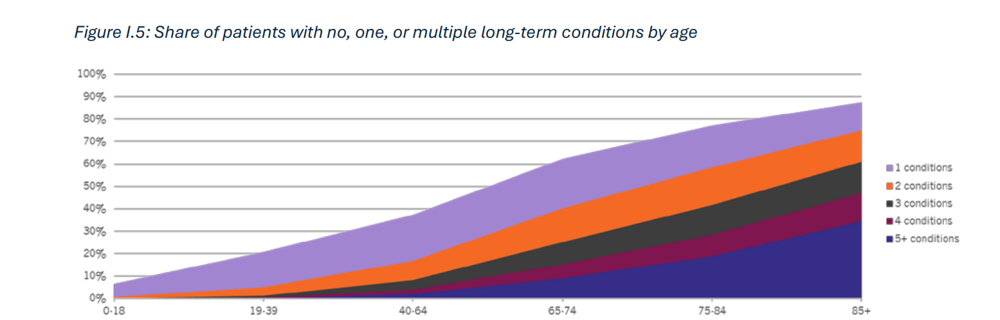 Figure I.5: Share of patients with no, one, or multiple long-term conditions by age
100%
90%
80%
70%
60%
50%
40%
30%
20%
10%
0%
0-18
19-39
40-64
65-74
75-84
85+
1 conditions
2 conditions
3 conditions
4 conditions
5+ conditions